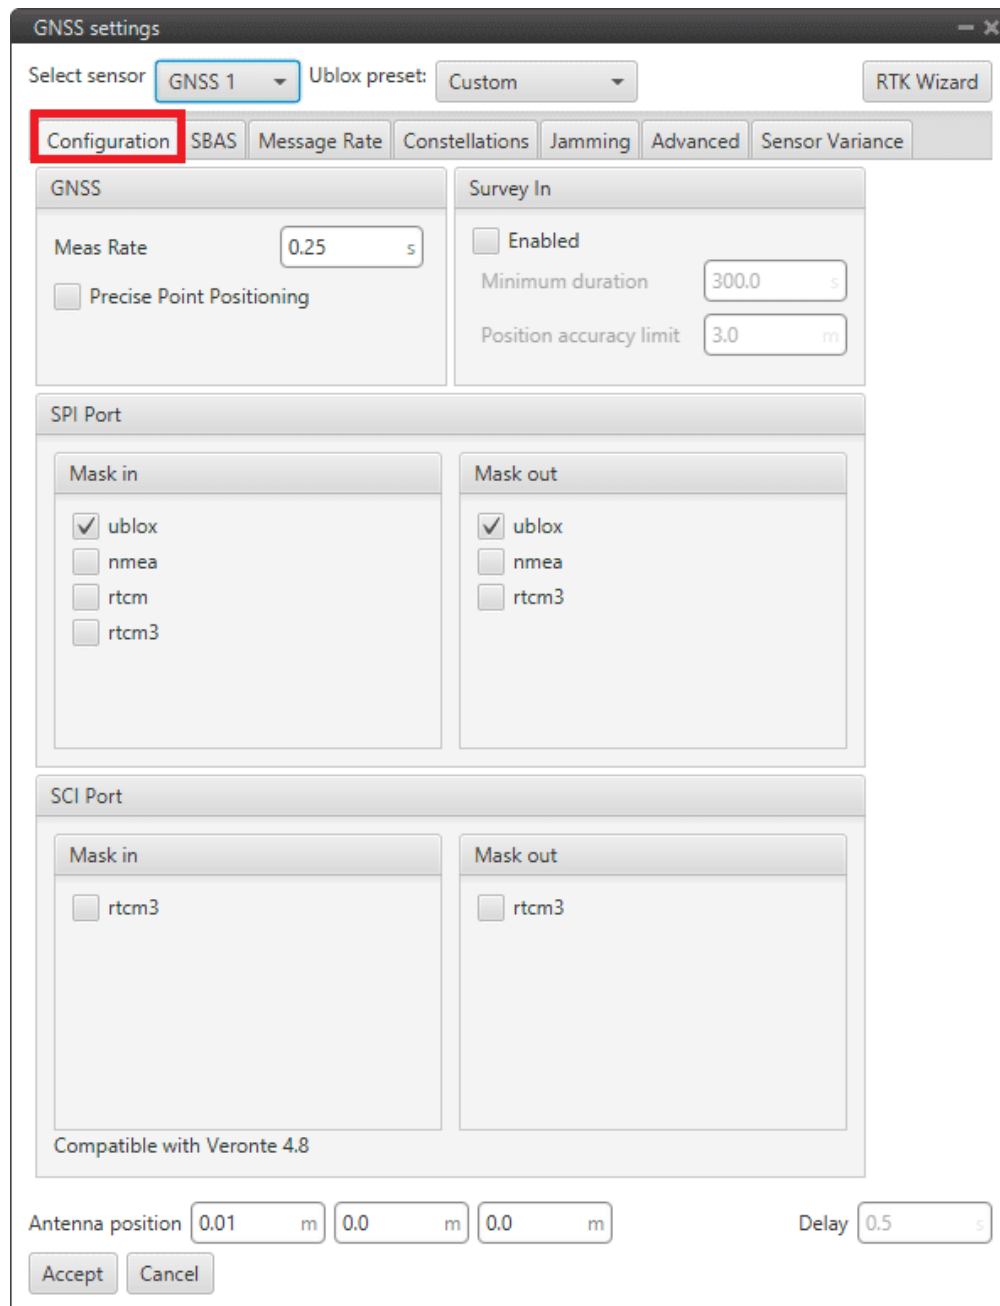 GNSS settings
Select sensor GNSS 1 Ublox preset: Custom RTK Wizard
Configuration SBAS Message Rate Constellations Jamming Advanced Sensor Variance
GNSS Survey In
Meas Rate 0.25 s Enabled
Precise Point Positioning Minimum duration 300.0 s
Position accuracy limit 3.0 m
SPI Port
Mask in Mask out
ublox ublox
nmea nmea
rtcm rtcm3
rtcm3
SCI Port
Mask in Mask out
rtcm3 rtcm3
Compatible with Veronte 4.8
Antenna position 0.01 m 0.0 m 0.0 m Delay 0.5 s
Accept Cancel